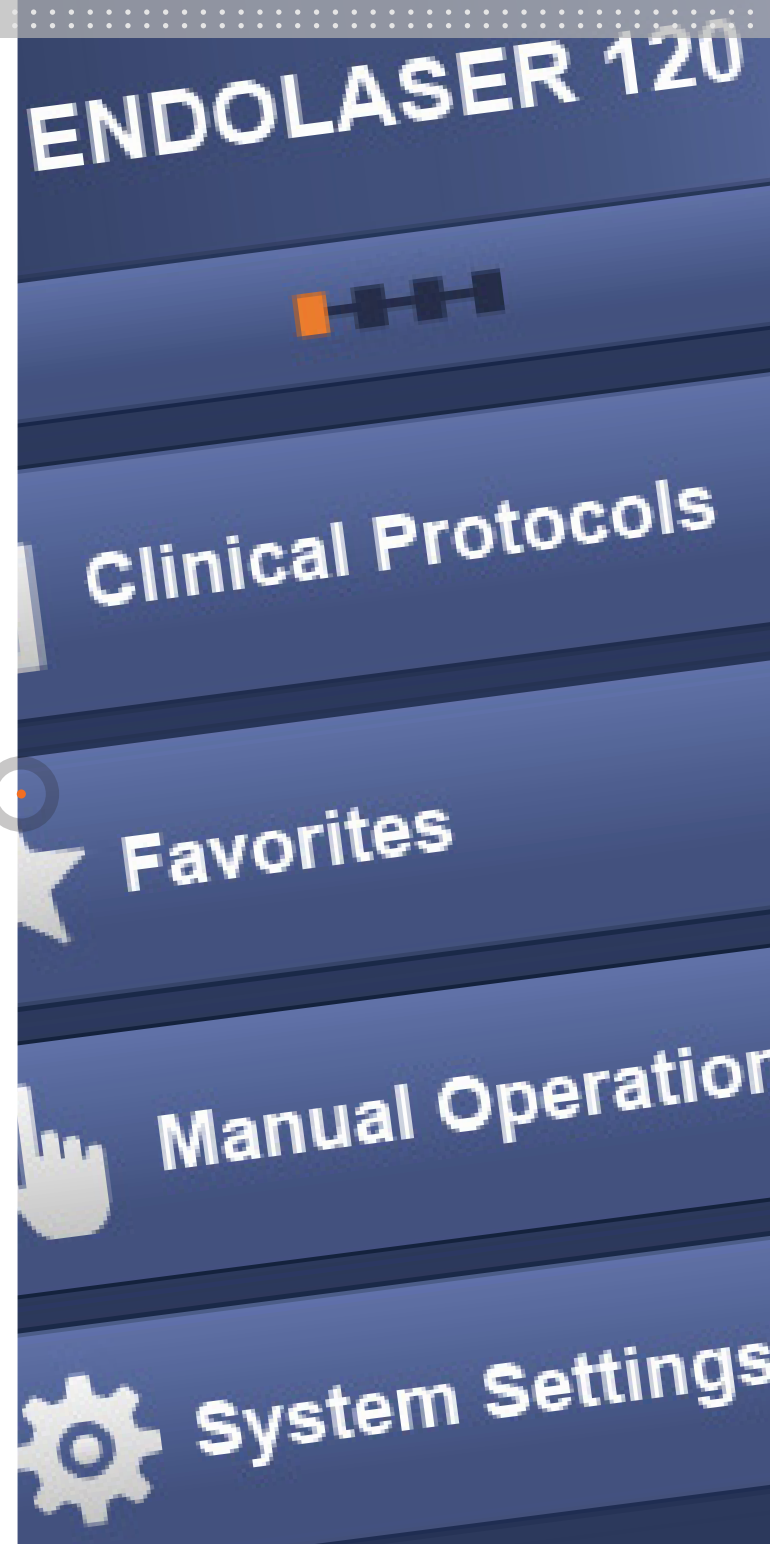 ENDOLASER 120
Clinical Protocols
Favorites
Manual Operation
System Settings